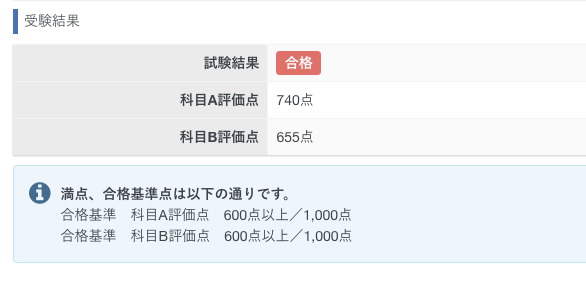 受験結果
試験結果 合格
科目A評価点 740点
科目B評価点 655点
満点、合格基準点は以下の通りです。
合格基準　科目A評価点　600点以上／1,000点
合格基準　科目B評価点　600点以上／1,000点